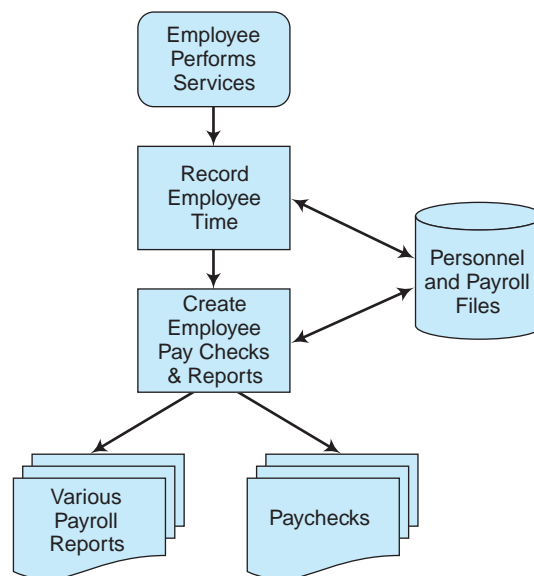 Employee
Performs
Services
Record
Employee
Time
Personnel
and Payroll
Files
Create
Employee
Pay Checks
& Reports
Various
Payroll
Reports
Paychecks